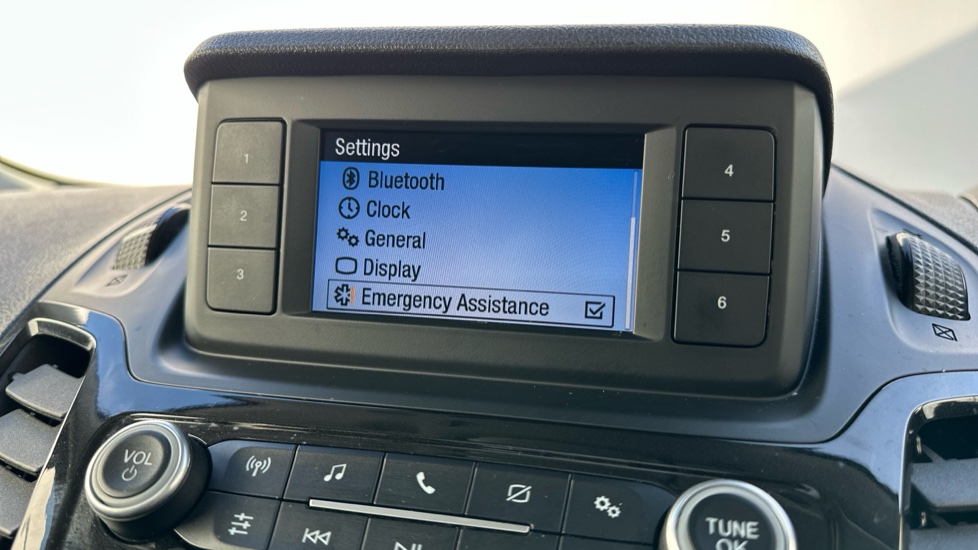 Settings
Bluetooth
Clock
General
Display
Emergency Assistance
1
2
3
4
5
6
VOL
TUNE
OK